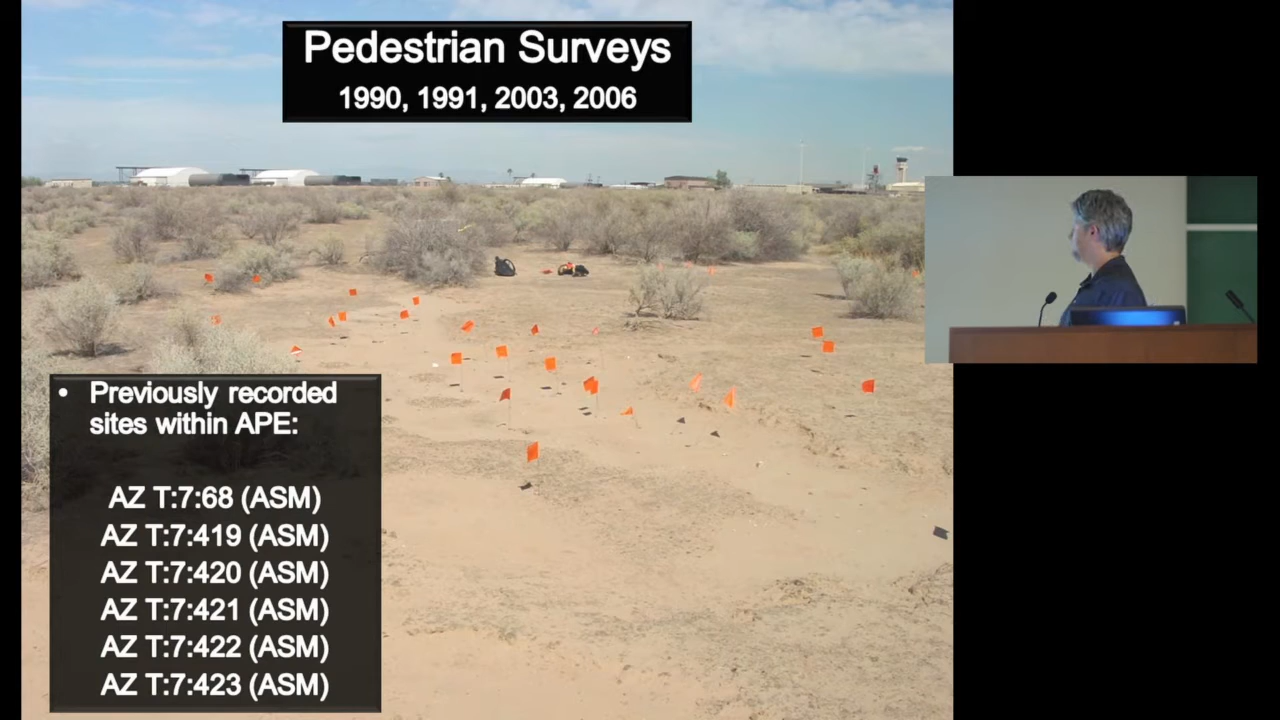 Pedestrian Surveys
1990, 1991, 2003, 2006
• Previously recorded
sites within APE:
AZ T:7:68 (ASM)
AZ T:7:419 (ASM)
AZ T:7:420 (ASM)
AZ T:7:421 (ASM)
AZ T:7:422 (ASM)
AZ T:7:423 (ASM)